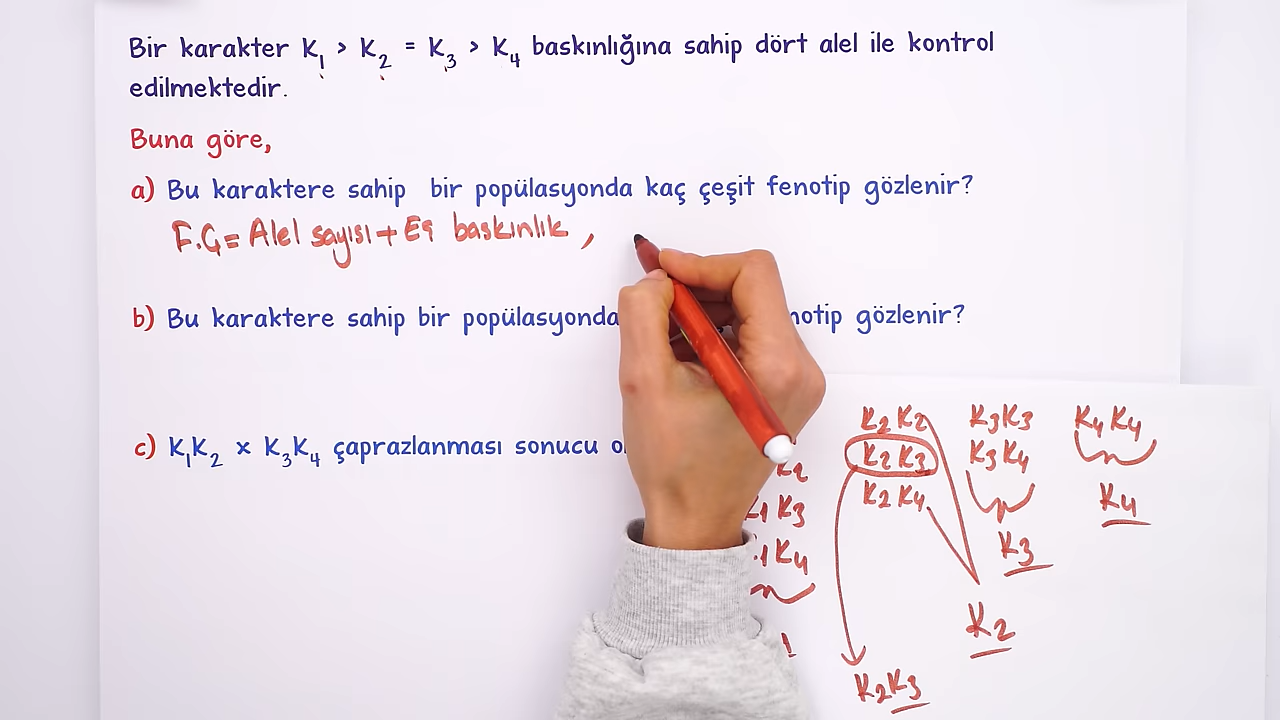 Bir karakter K₁ > K₂ = K₃ > K₄ baskınlığına sahip dört alel ile kontrol
edilmektedir.
Buna göre,
a) Bu karaktere sahip bir popülasyonda kaç çeşit fenotip gözlenir?
F.Ç = Alel sayısı + Eş baskınlık ,
b) Bu karaktere sahip bir popülasyonda gözlenir?
c) K₁K₂ x K₃K₄ çaprazlanması sonucu
K₂K₂ K₃K₃ K₄K₄
K₂K₃ K₃K₄
K₂K₄ K₄
K₃
K₂
K₂K₃